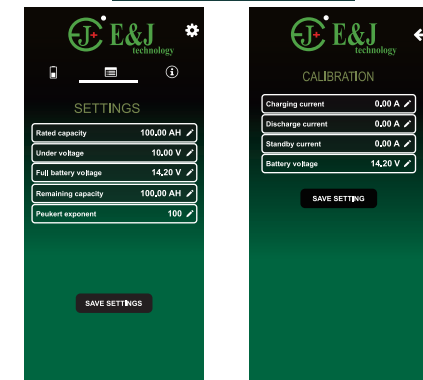 E&J
technology
SETTINGS
Rated capacity 100.00 AH
Under voltage 10.00 V
Full battery voltage 14.20 V
Remaining capacity 100.00 AH
Peukert exponent 100
SAVE SETTINGS
E&J
technology
CALIBRATION
Charging current 0.00 A
Discharge current 0.00 A
Standby current 0.00 A
Battery voltage 14.20 V
SAVE SETTING